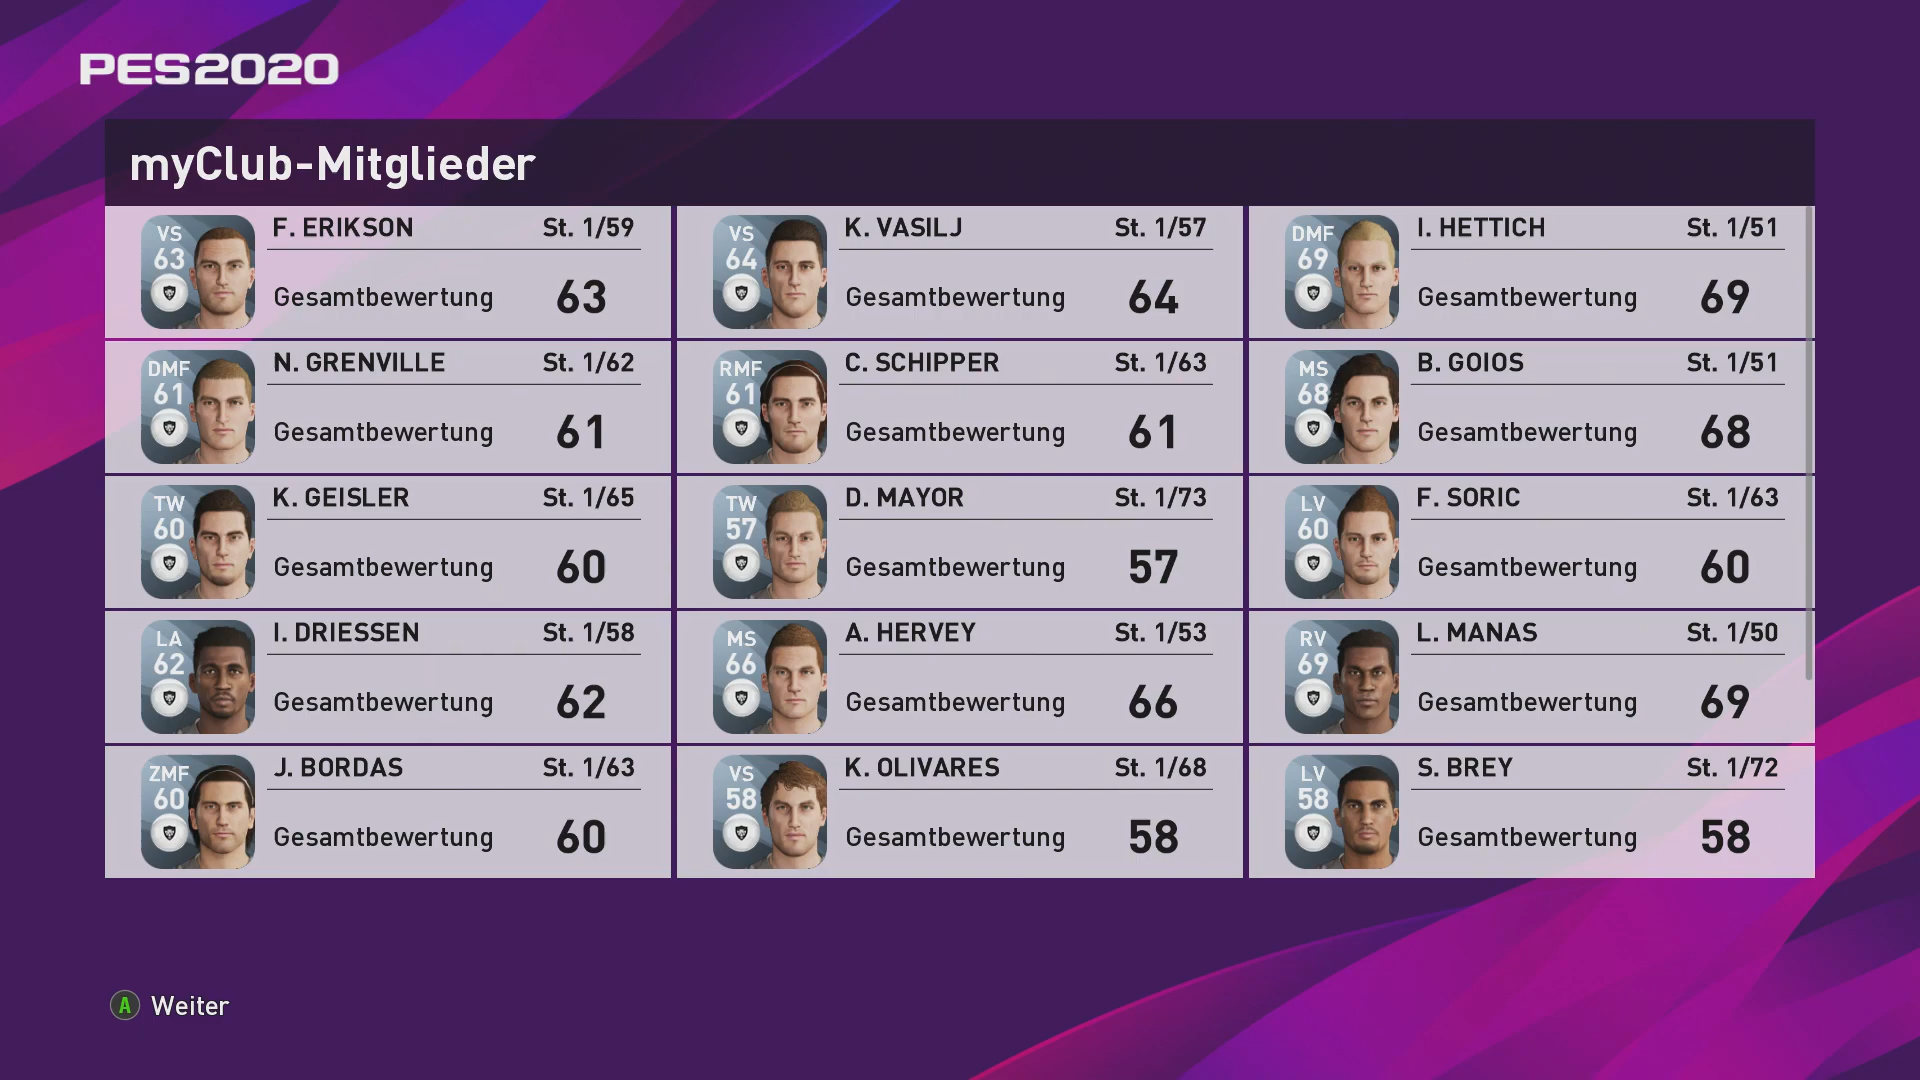 PES2020
myClub-Mitglieder
VS 63 F. ERIKSON St. 1/59
Gesamtbewertung 63
VS 64 K. VASILJ St. 1/57
Gesamtbewertung 64
DMF 69 I. HETTICH St. 1/51
Gesamtbewertung 69
DMF 61 N. GRENVILLE St. 1/62
Gesamtbewertung 61
RMF 61 C. SCHIPPER St. 1/63
Gesamtbewertung 61
MS 68 B. GOIOS St. 1/51
Gesamtbewertung 68
TW 60 K. GEISLER St. 1/65
Gesamtbewertung 60
TW 57 D. MAYOR St. 1/73
Gesamtbewertung 57
LV 60 F. SORIC St. 1/63
Gesamtbewertung 60
LA 62 I. DRIESSEN St. 1/58
Gesamtbewertung 62
MS 66 A. HERVEY St. 1/53
Gesamtbewertung 66
RV 69 L. MANAS St. 1/50
Gesamtbewertung 69
ZMF 60 J. BORDAS St. 1/63
Gesamtbewertung 60
VS 58 K. OLIVARES St. 1/68
Gesamtbewertung 58
LV 58 S. BREY St. 1/72
Gesamtbewertung 58
A Weiter